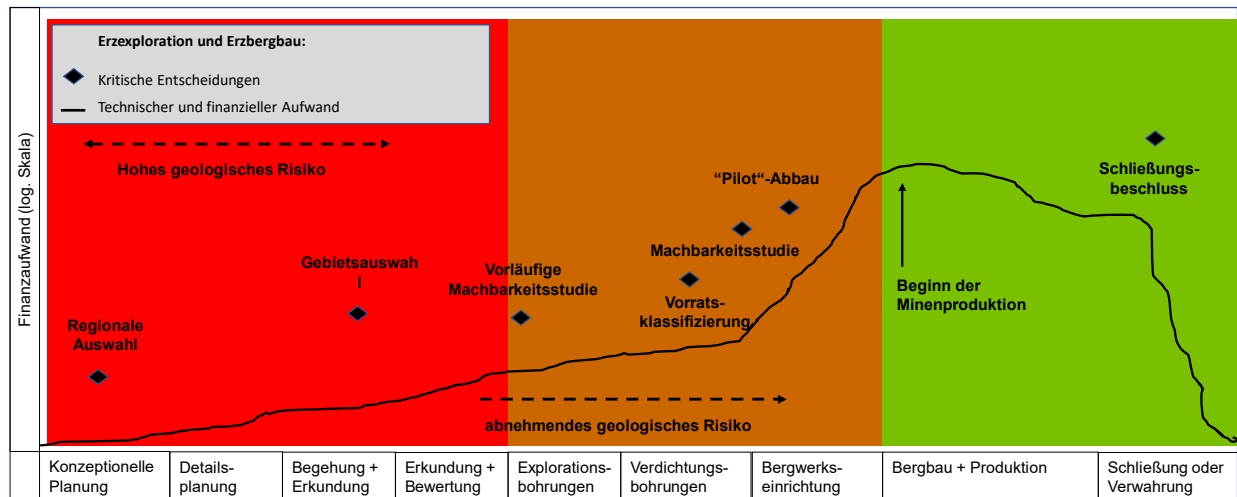 Erzexploration und Erzbergbau:
Kritische Entscheidungen
Technischer und finanzieller Aufwand
Finanzaufwand (log. Skala)
Hohes geologisches Risiko
Regionale
Auswahl
Gebietsauswah
l
Vorläufige
Machbarkeitsstudie
"Pilot"-Abbau
Machbarkeitsstudie
Vorrats-
klassifizierung
abnehmendes geologisches Risiko
Beginn der
Minenproduktion
Schließungs-
beschluss
Konzeptionelle
Planung
Details-
planung
Begehung +
Erkundung
Erkundung +
Bewertung
Explorations-
bohrungen
Verdichtungs-
bohrungen
Bergwerks-
einrichtung
Bergbau + Produktion
Schließung oder
Verwahrung